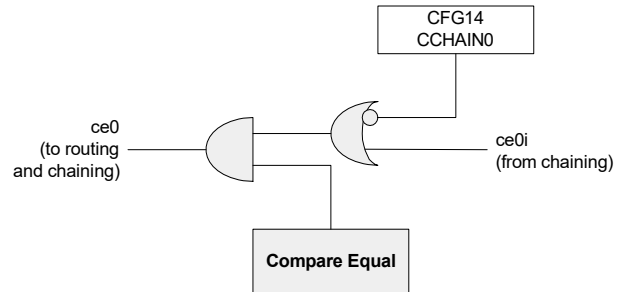 CFG14
CCHAIN0
ce0
(to routing
and chaining)
ce0i
(from chaining)
Compare Equal